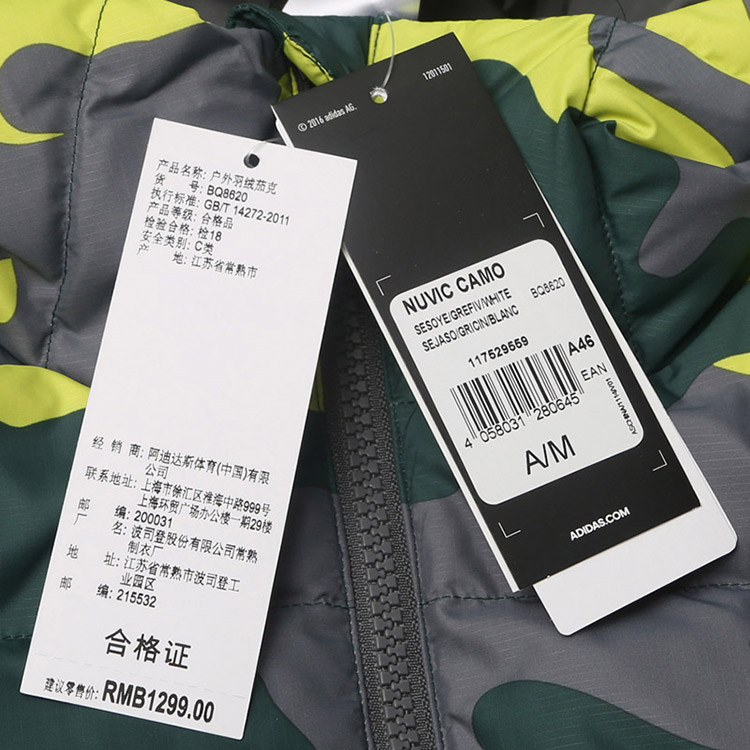 产品名称: 户外羽绒茄克
货 号: BQ8620
执行标准: GB/T 14272-2011
产品等级: 合格品
检验合格: 检18
安全类别: C类
产 地: 江苏省常熟市
经 销 商: 阿迪达斯体育(中国)有限
公司
联系地址: 上海市徐汇区淮海中路999号
上海环贸广场办公楼一期29楼
邮 编: 200031
厂 名: 波司登股份有限公司常熟
制衣厂
地 址: 江苏省常熟市波司登工
业园区
邮 编: 215532
合格证
建议零售价: RMB1299.00
© 2016 adidas AG.
12011501
NUVIC CAMO
SESOYE/GREFIV/WHITE BQ8620
SEJASO/GRICIN/BLANC
117529559 A46
EAN
4 058031 280645
A/M
ADIDAS.COM